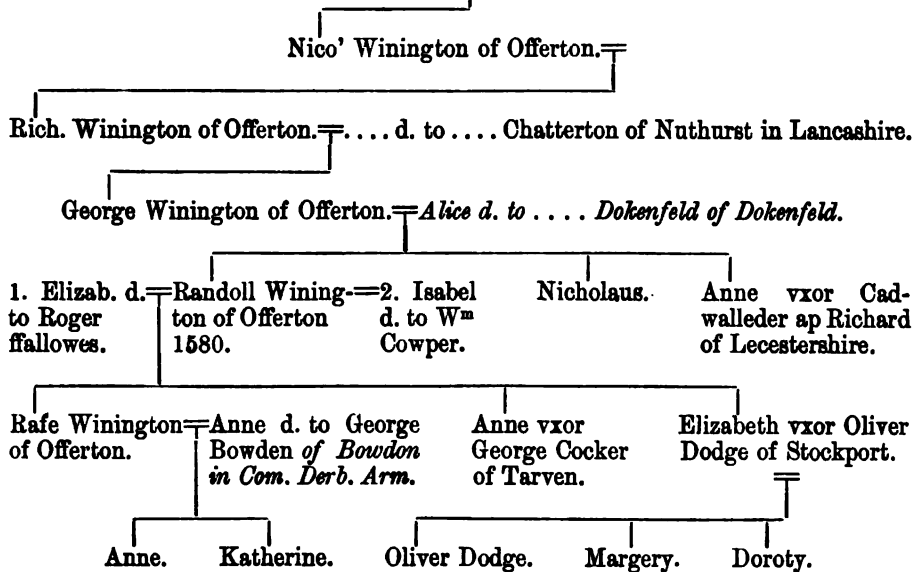 Nico' Winington of Offerton.
Rich. Winington of Offerton. .... d. to .... Chatterton of Nuthurst in Lancashire.
George Winington of Offerton. Alice d. to .... Dokenfeld of Dokenfeld.
1. Elizab. d.
to Roger
ffallowes.
Randoll Wining-
ton of Offerton
1580.
2. Isabel
d. to Wm
Cowper.
Nicholaus.
Anne vxor Cad-
walleder ap Richard
of Lecestershire.
Rafe Winington
of Offerton.
Anne d. to George
Bowden of Bowdon
in Com. Derb. Arm.
Anne vxor
George Cocker
of Tarven.
Elizabeth vxor Oliver
Dodge of Stockport.
Anne.
Katherine.
Oliver Dodge.
Margery.
Doroty.